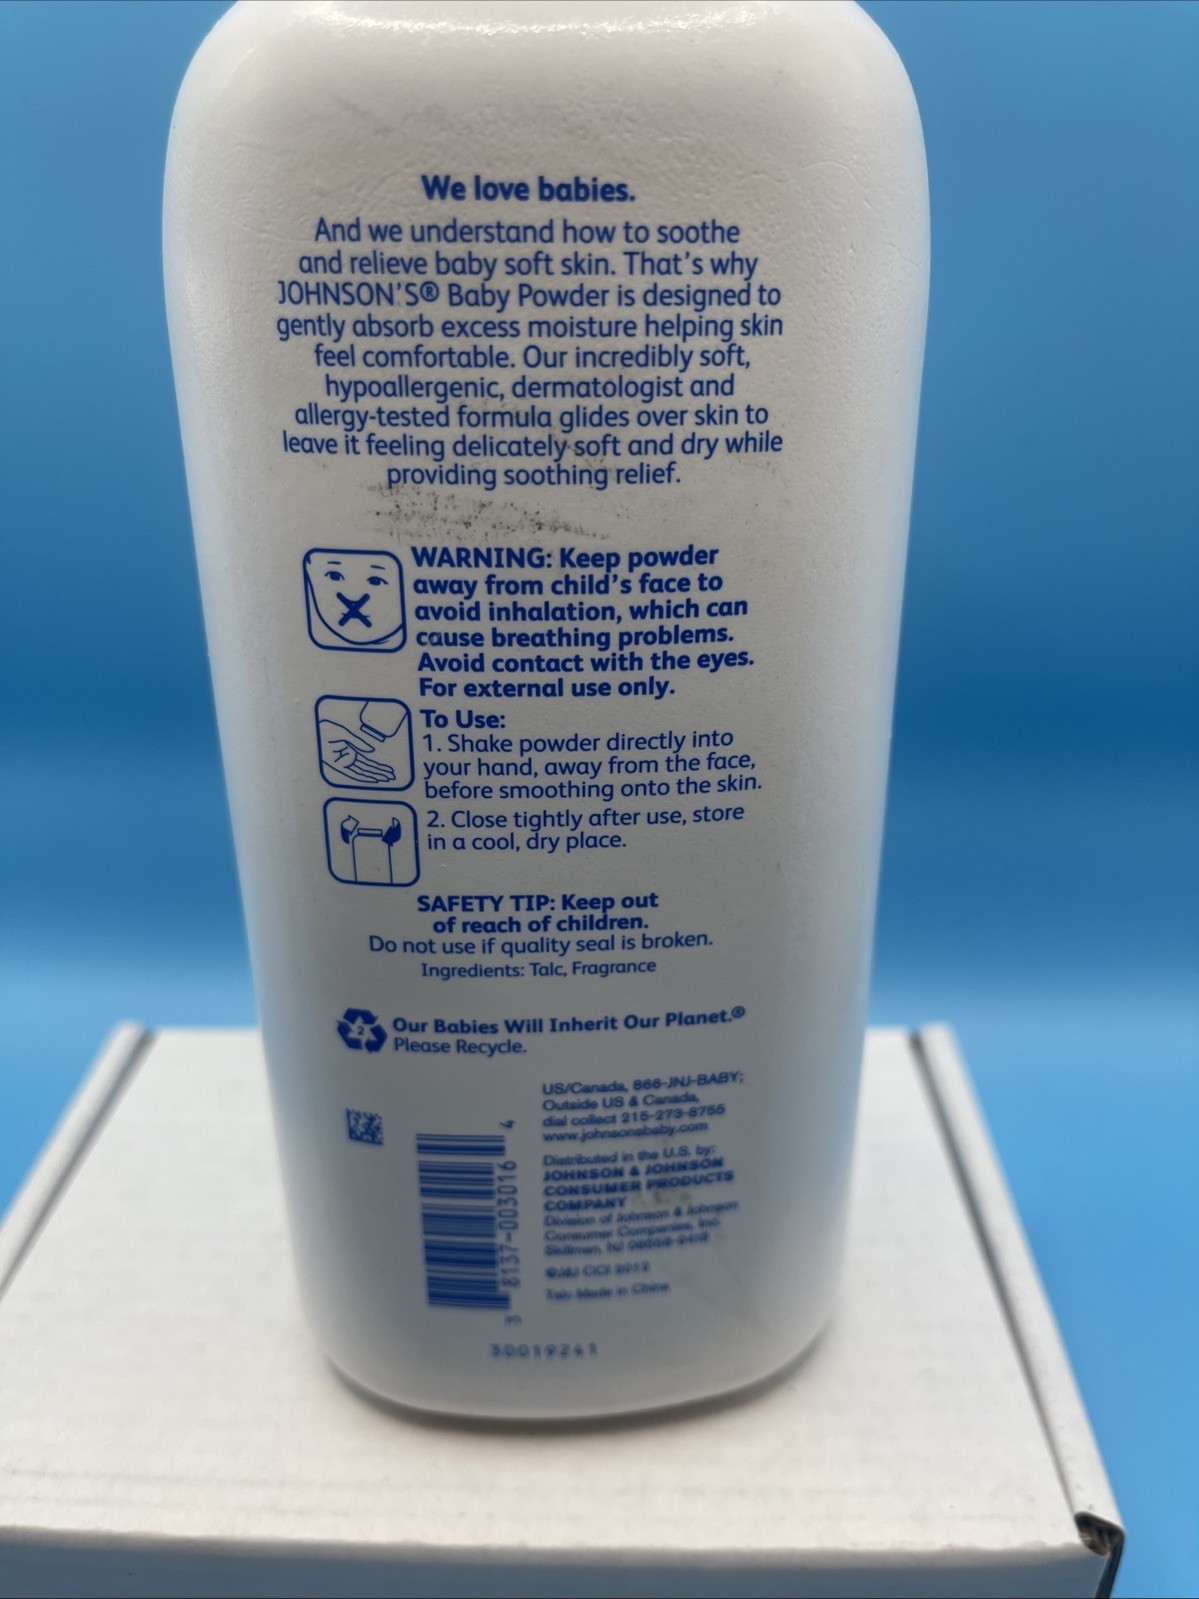 We love babies.
And we understand how to soothe
and relieve baby soft skin. That's why
JOHNSON'S® Baby Powder is designed to
gently absorb excess moisture helping skin
feel comfortable. Our incredibly soft,
hypoallergenic, dermatologist and
allergy-tested formula glides over skin to
leave it feeling delicately soft and dry while
providing soothing relief.
WARNING: Keep powder
away from child's face to
avoid inhalation, which can
cause breathing problems.
Avoid contact with the eyes.
For external use only.
To Use:
1. Shake powder directly into
your hand, away from the face,
before smoothing onto the skin.
2. Close tightly after use, store
in a cool, dry place.
SAFETY TIP: Keep out
of reach of children.
Do not use if quality seal is broken.
Ingredients: Talc, Fragrance
2
Our Babies Will Inherit Our Planet.®
Please Recycle.
US/Canada, 866-JNJ-BABY;
Outside US & Canada,
dial collect 215-273-8755
www.johnsonsbaby.com
Distributed in the U.S. by:
JOHNSON & JOHNSON
CONSUMER PRODUCTS
COMPANY
Division of Johnson & Johnson
Consumer Companies, Inc.
Skillman, NJ
©J&J CCI 2012
Talc Made in China
3 8137-003016 4
30019241